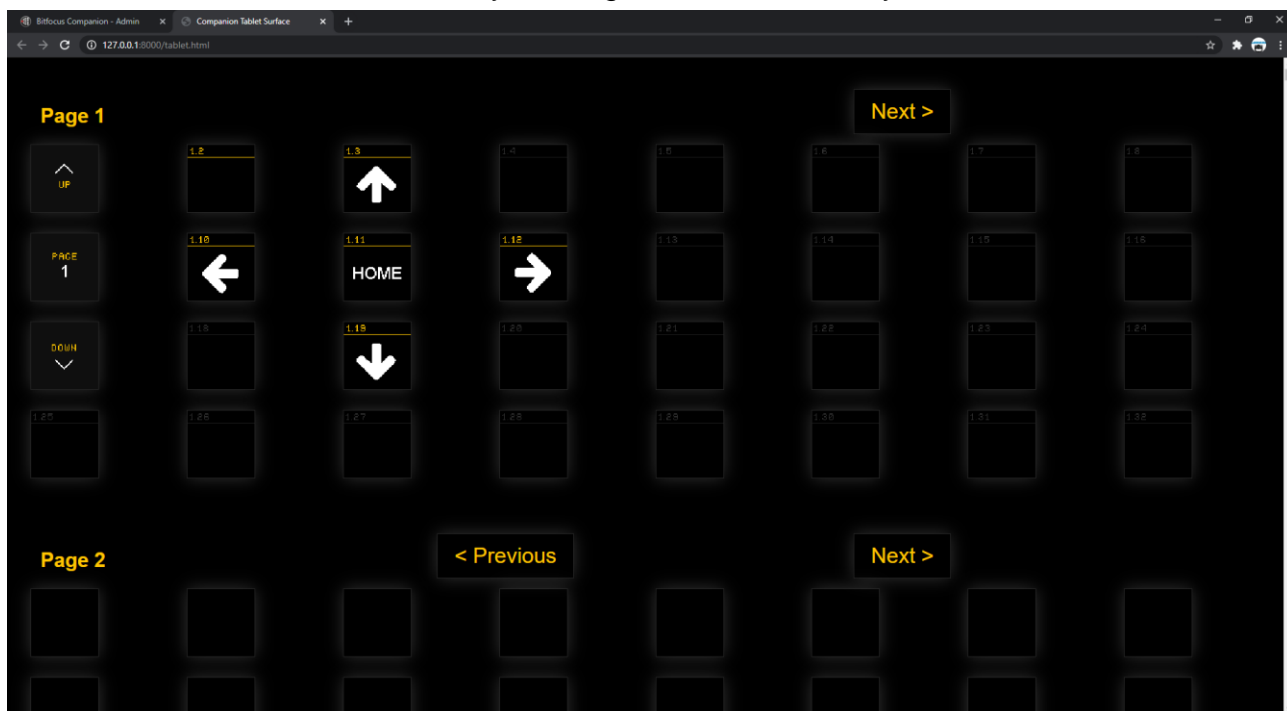 Bitfocus Companion - Admin
Companion Tablet Surface
127.0.0.1:8000/tablet.html
Page 1
Next >
UP
1.2
1.3
1.4
1.5
1.6
1.7
1.8
PAGE
1
1.10
1.11
HOME
1.12
1.13
1.14
1.15
1.16
DOWN
1.18
1.19
1.20
1.21
1.22
1.23
1.24
1.25
1.26
1.27
1.28
1.29
1.30
1.31
1.32
Page 2
< Previous
Next >